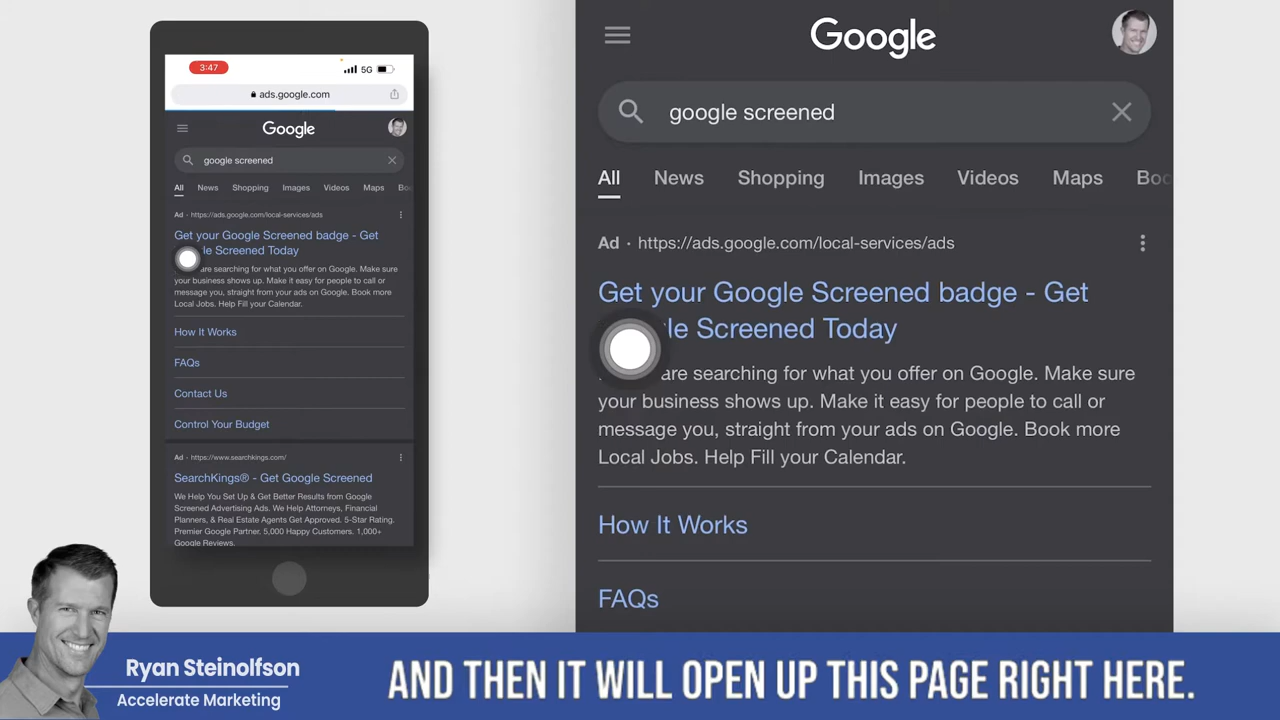 3:47
5G
ads.google.com
Google
google screened
All News Shopping Images Videos Maps
Ad · https://ads.google.com/local-services/ads
Get your Google Screened badge - Get
le Screened Today
are searching for what you offer on Google. Make sure
your business shows up. Make it easy for people to call or
message you, straight from your ads on Google. Book more
Local Jobs. Help Fill your Calendar.
How It Works
FAQs
Contact Us
Control Your Budget
Ad · https://www.searchkings.com/
SearchKings® - Get Google Screened
We Help You Set Up & Get Better Results from Google
Screened Advertising Ads. We Help Attorneys, Financial
Planners, & Real Estate Agents Get Approved. 5-Star Rating.
Premier Google Partner. 5,000 Happy Customers. 1,000+
Google Reviews.
Google
google screened
All News Shopping Images Videos Maps
Ad · https://ads.google.com/local-services/ads
Get your Google Screened badge - Get
le Screened Today
are searching for what you offer on Google. Make sure
your business shows up. Make it easy for people to call or
message you, straight from your ads on Google. Book more
Local Jobs. Help Fill your Calendar.
How It Works
FAQs
Ryan Steinolfson
Accelerate Marketing
AND THEN IT WILL OPEN UP THIS PAGE RIGHT HERE.